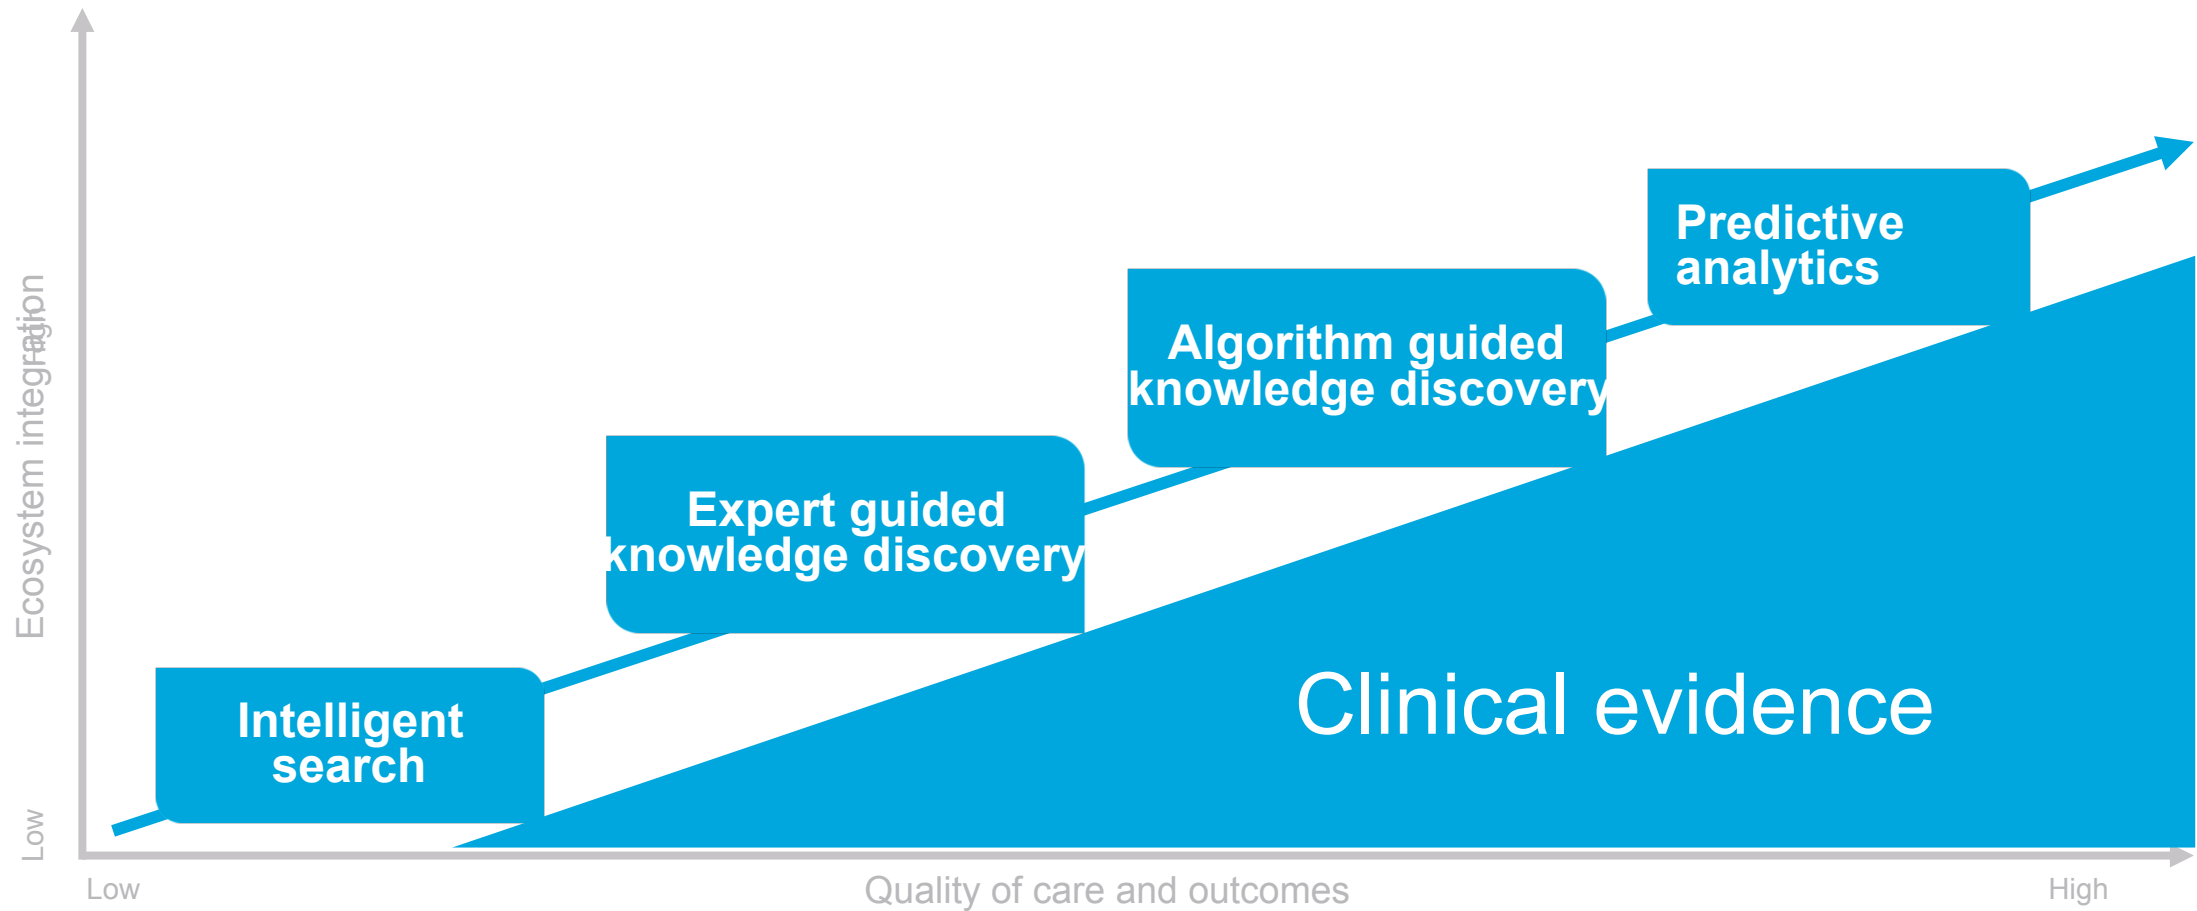 Predictive
analytics
Algorithm guided
knowledge discovery
Expert guided
knowledge discovery
Intelligent
search
Clinical evidence
Ecosystem integration
High
Low
Low
Quality of care and outcomes
High